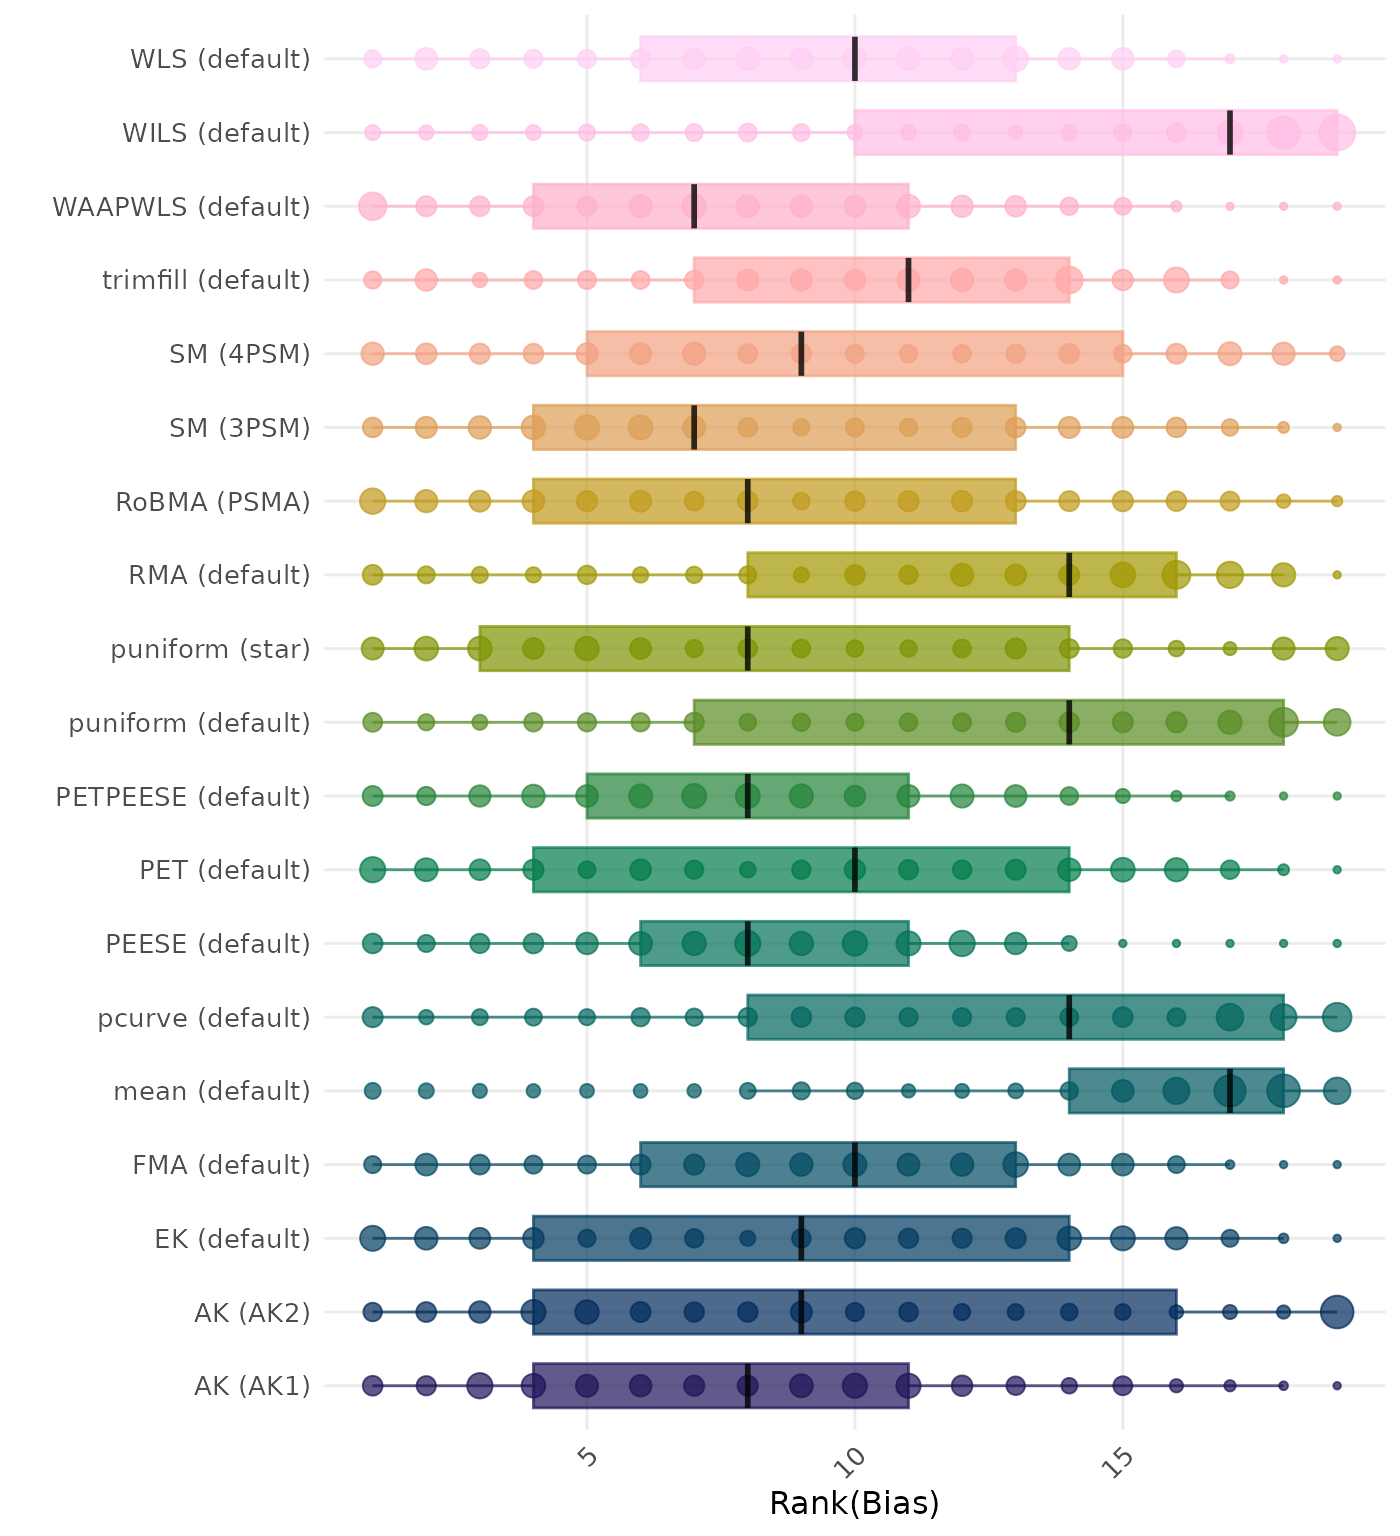 WLS (default)
WILS (default)
WAAPWLS (default)
trimfill (default)
SM (4PSM)
SM (3PSM)
RoBMA (PSMA)
RMA (default)
puniform (star)
puniform (default)
PETPEESE (default)
PET (default)
PEESE (default)
pcurve (default)
mean (default)
FMA (default)
EK (default)
AK (AK2)
AK (AK1)
5 10 15
Rank(Bias)